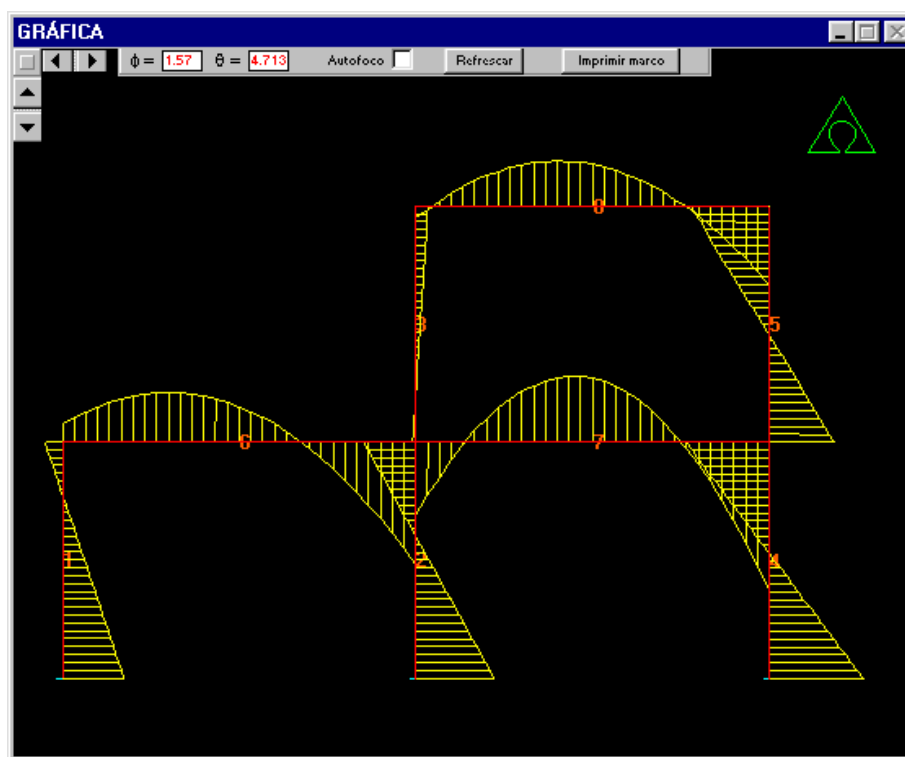 GRÁFICA
ϕ = 1.57 θ = 4.713 Autofoco Refrescar Imprimir marco
8
3 5
6 7
1 2 4